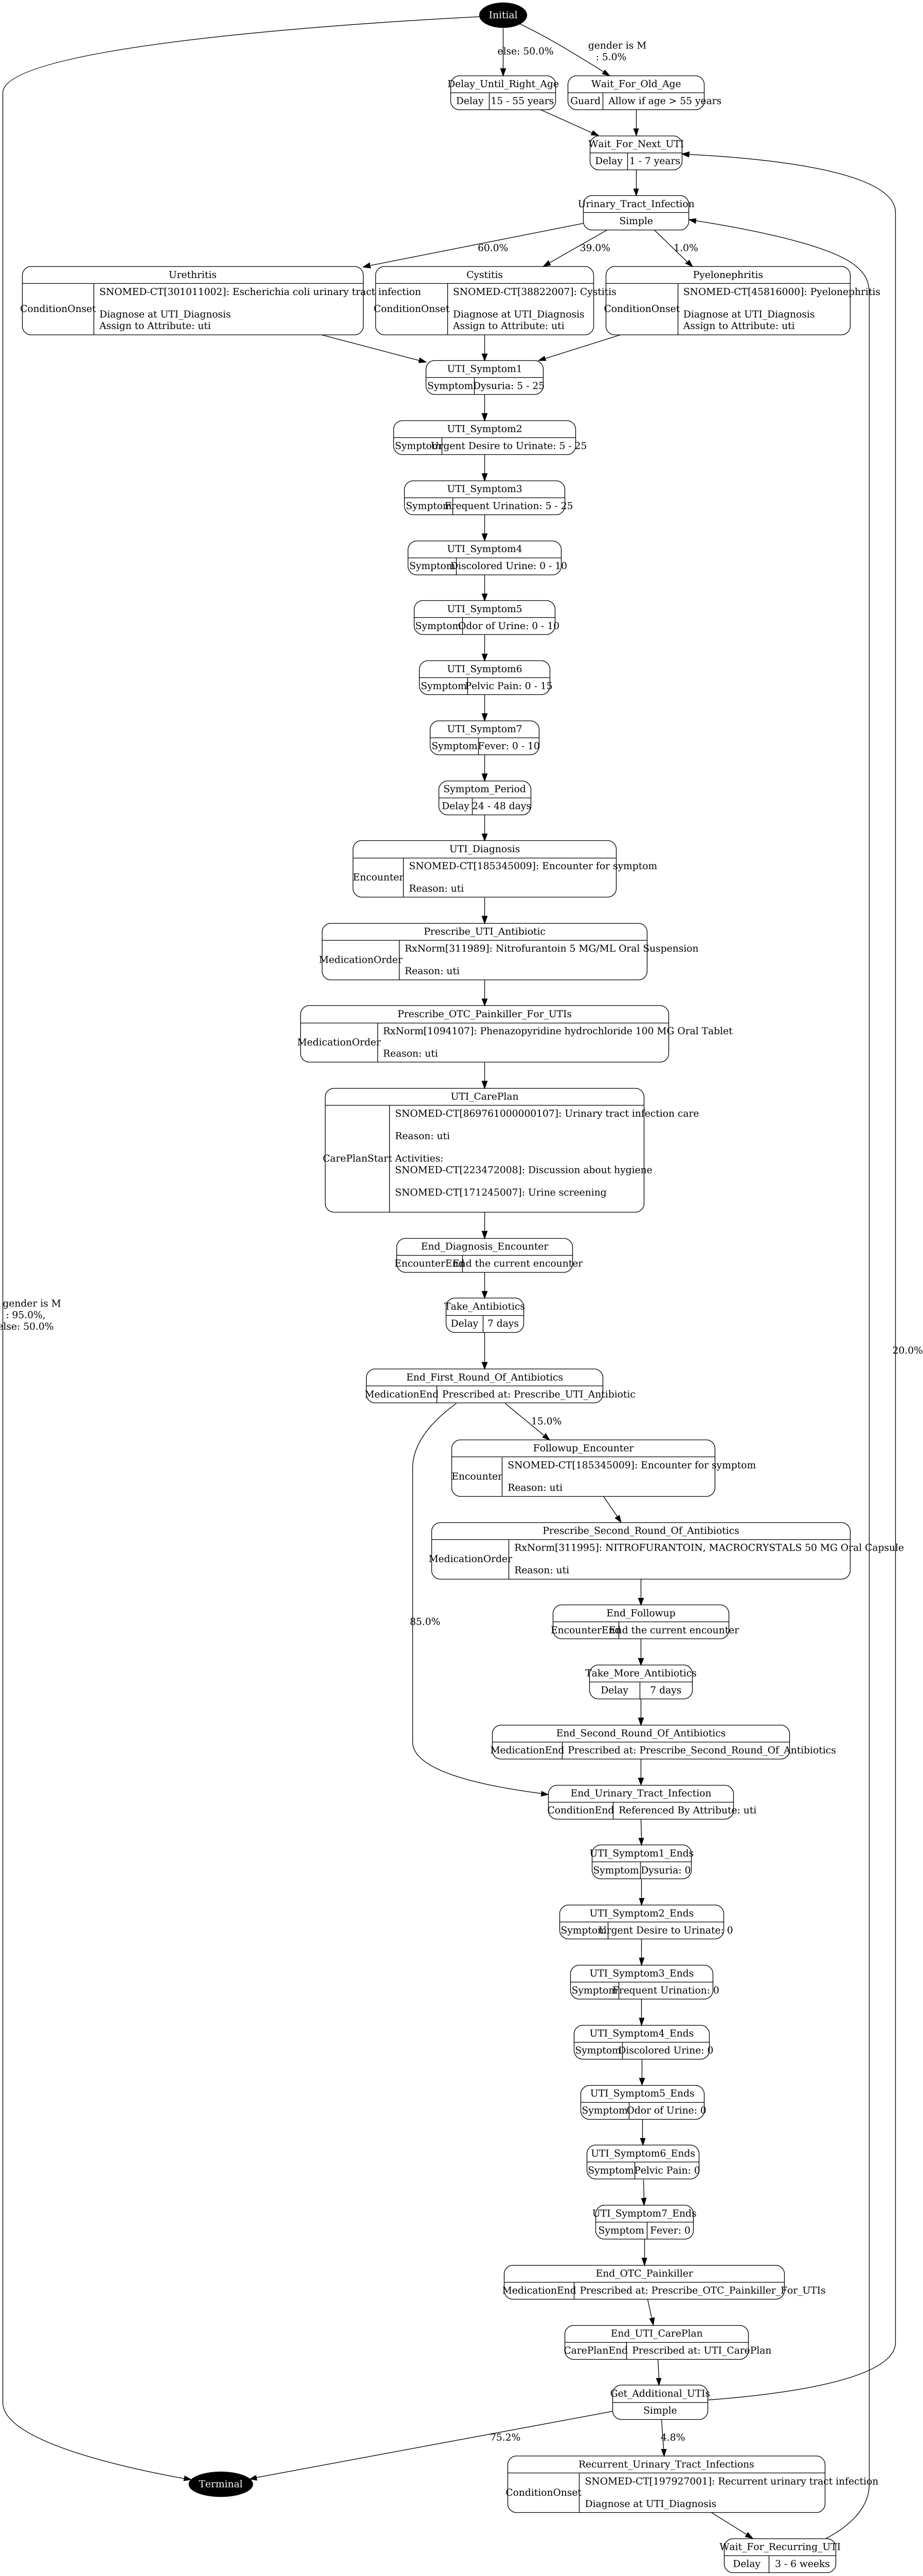 Initial
else: 50.0%
gender is M
: 5.0%
Delay_Until_Right_Age
Delay
15 - 55 years
Wait_For_Old_Age
Guard
Allow if age > 55 years
Wait_For_Next_UTI
Delay
1 - 7 years
Urinary_Tract_Infection
Simple
60.0%
39.0%
1.0%
Urethritis
ConditionOnset
SNOMED-CT[301011002]: Escherichia coli urinary tract infection
Diagnose at UTI_Diagnosis
Assign to Attribute: uti
Cystitis
ConditionOnset
SNOMED-CT[38822007]: Cystitis
Diagnose at UTI_Diagnosis
Assign to Attribute: uti
Pyelonephritis
ConditionOnset
SNOMED-CT[45816000]: Pyelonephritis
Diagnose at UTI_Diagnosis
Assign to Attribute: uti
UTI_Symptom1
Symptom
Dysuria: 5 - 25
UTI_Symptom2
Symptom
Urgent Desire to Urinate: 5 - 25
UTI_Symptom3
Symptom
Frequent Urination: 5 - 25
UTI_Symptom4
Symptom
Discolored Urine: 0 - 10
UTI_Symptom5
Symptom
Odor of Urine: 0 - 10
UTI_Symptom6
Symptom
Pelvic Pain: 0 - 15
UTI_Symptom7
Symptom
Fever: 0 - 10
Symptom_Period
Delay
24 - 48 days
UTI_Diagnosis
Encounter
SNOMED-CT[185345009]: Encounter for symptom
Reason: uti
Prescribe_UTI_Antibiotic
MedicationOrder
RxNorm[311989]: Nitrofurantoin 5 MG/ML Oral Suspension
Reason: uti
Prescribe_OTC_Painkiller_For_UTIs
MedicationOrder
RxNorm[1094107]: Phenazopyridine hydrochloride 100 MG Oral Tablet
Reason: uti
UTI_CarePlan
CarePlanStart
SNOMED-CT[869761000000107]: Urinary tract infection care
Reason: uti
Activities:
SNOMED-CT[223472008]: Discussion about hygiene
SNOMED-CT[171245007]: Urine screening
End_Diagnosis_Encounter
EncounterEnd
End the current encounter
Take_Antibiotics
Delay
7 days
gender is M
: 95.0%,
else: 50.0%
20.0%
End_First_Round_Of_Antibiotics
MedicationEnd
Prescribed at: Prescribe_UTI_Antibiotic
15.0%
Followup_Encounter
Encounter
SNOMED-CT[185345009]: Encounter for symptom
Reason: uti
Prescribe_Second_Round_Of_Antibiotics
MedicationOrder
RxNorm[311995]: NITROFURANTOIN, MACROCRYSTALS 50 MG Oral Capsule
Reason: uti
85.0%
End_Followup
EncounterEnd
End the current encounter
Take_More_Antibiotics
Delay
7 days
End_Second_Round_Of_Antibiotics
MedicationEnd
Prescribed at: Prescribe_Second_Round_Of_Antibiotics
End_Urinary_Tract_Infection
ConditionEnd
Referenced By Attribute: uti
UTI_Symptom1_Ends
Symptom
Dysuria: 0
UTI_Symptom2_Ends
Symptom
Urgent Desire to Urinate: 0
UTI_Symptom3_Ends
Symptom
Frequent Urination: 0
UTI_Symptom4_Ends
Symptom
Discolored Urine: 0
UTI_Symptom5_Ends
Symptom
Odor of Urine: 0
UTI_Symptom6_Ends
Symptom
Pelvic Pain: 0
UTI_Symptom7_Ends
Symptom
Fever: 0
End_OTC_Painkiller
MedicationEnd
Prescribed at: Prescribe_OTC_Painkiller_For_UTIs
End_UTI_CarePlan
CarePlanEnd
Prescribed at: UTI_CarePlan
Get_Additional_UTIs
Simple
75.2%
4.8%
Terminal
Recurrent_Urinary_Tract_Infections
ConditionOnset
SNOMED-CT[197927001]: Recurrent urinary tract infection
Diagnose at UTI_Diagnosis
Wait_For_Recurring_UTI
Delay
3 - 6 weeks